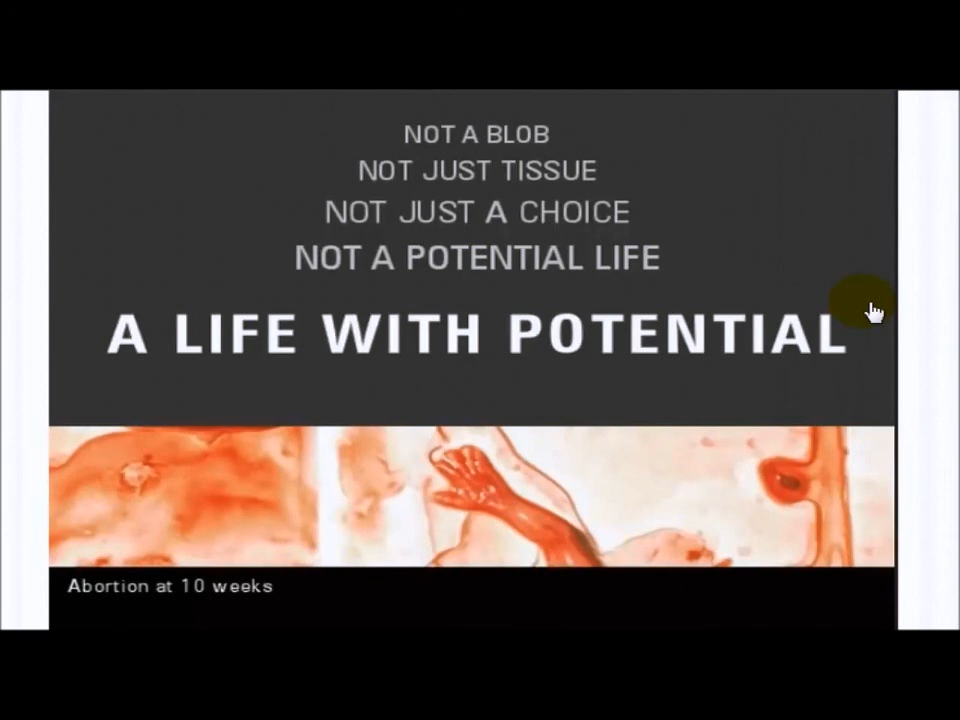 NOT A BLOB
NOT JUST TISSUE
NOT JUST A CHOICE
NOT A POTENTIAL LIFE
A LIFE WITH POTENTIAL
Abortion at 10 weeks